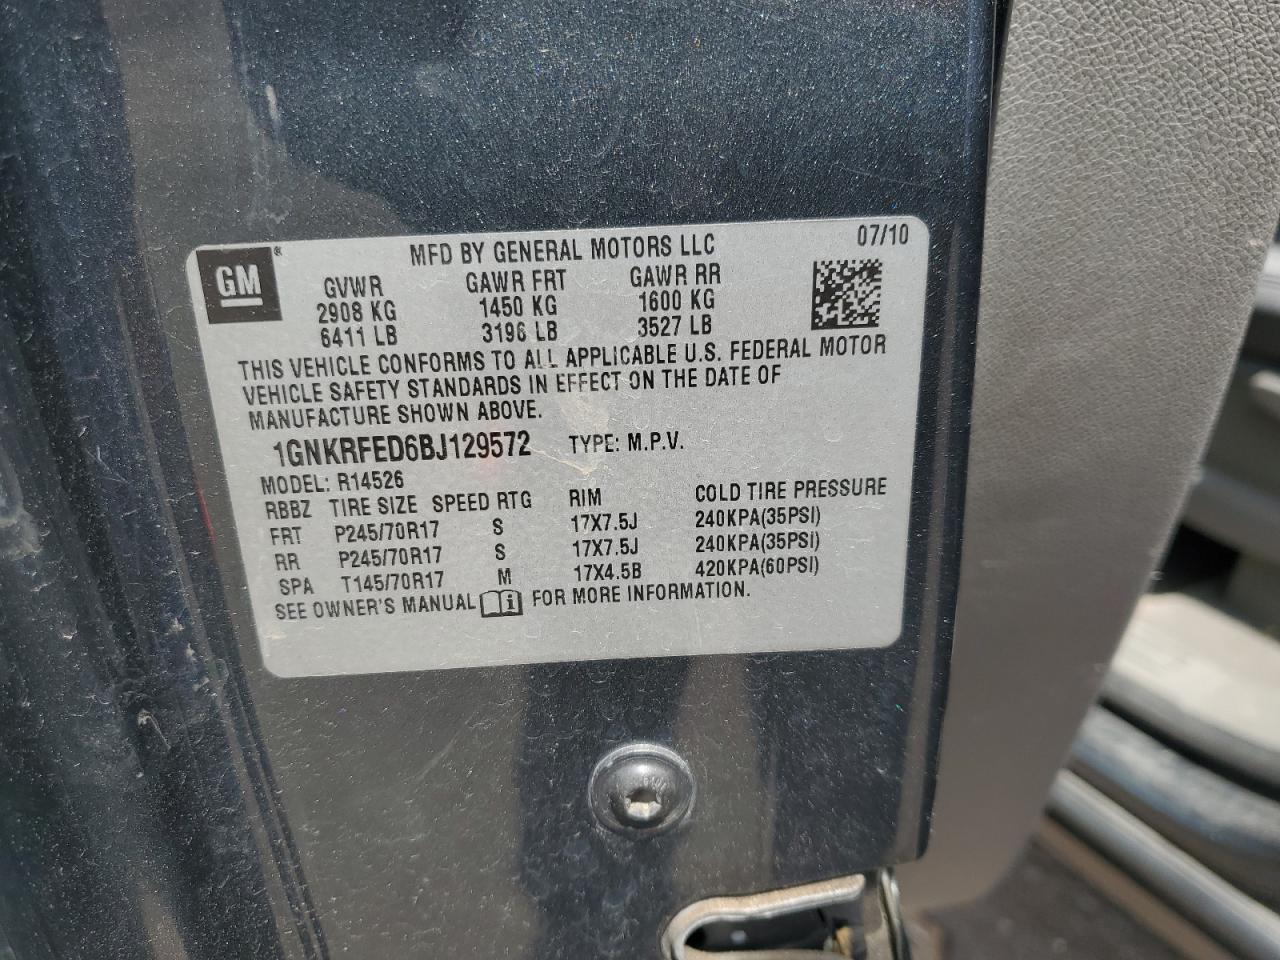 GM ® MFD BY GENERAL MOTORS LLC 07/10
GVWR GAWR FRT GAWR RR
2908 KG 1450 KG 1600 KG
6411 LB 3196 LB 3527 LB
THIS VEHICLE CONFORMS TO ALL APPLICABLE U.S. FEDERAL MOTOR
VEHICLE SAFETY STANDARDS IN EFFECT ON THE DATE OF
MANUFACTURE SHOWN ABOVE.
1GNKRFED6BJ129572 TYPE: M.P.V.
MODEL: R14526
RBBZ TIRE SIZE SPEED RTG RIM COLD TIRE PRESSURE
FRT P245/70R17 S 17X7.5J 240KPA(35PSI)
RR P245/70R17 S 17X7.5J 240KPA(35PSI)
SPA T145/70R17 M 17X4.5B 420KPA(60PSI)
SEE OWNER'S MANUAL i FOR MORE INFORMATION.